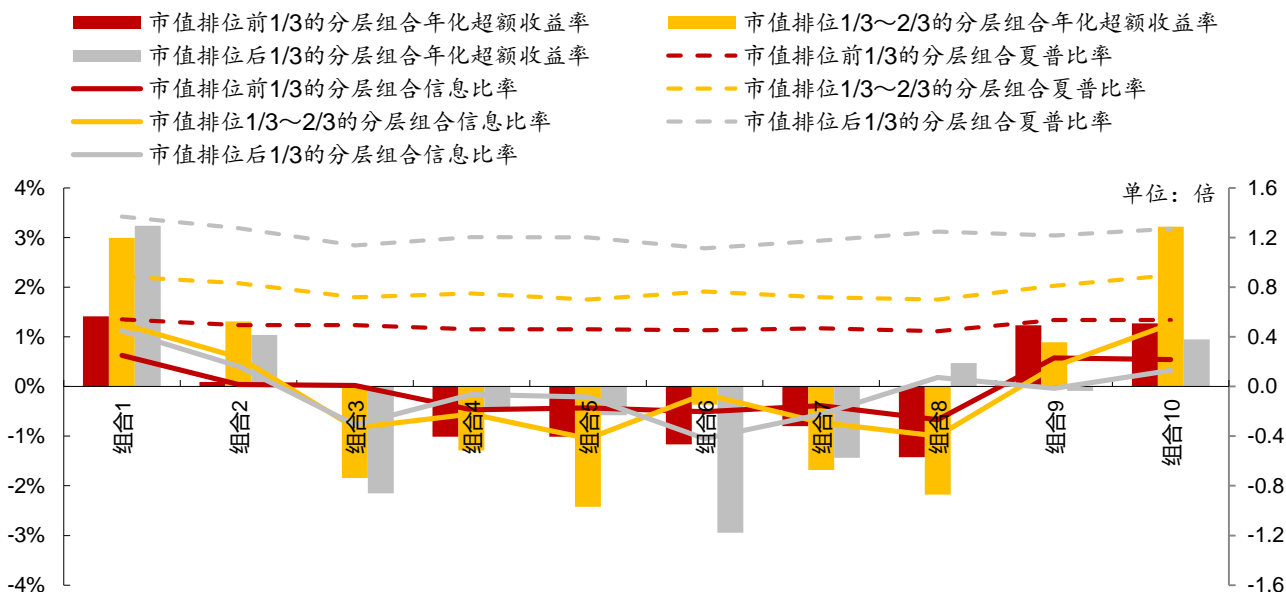 市值排位前1/3的分层组合年化超额收益率
市值排位1/3～2/3的分层组合年化超额收益率
市值排位后1/3的分层组合年化超额收益率
市值排位前1/3的分层组合夏普比率
市值排位前1/3的分层组合信息比率
市值排位1/3～2/3的分层组合夏普比率
市值排位1/3～2/3的分层组合信息比率
市值排位后1/3的分层组合夏普比率
市值排位后1/3的分层组合信息比率
单位：倍
4%
3%
2%
1%
0%
-1%
-2%
-3%
-4%
1.6
1.2
0.8
0.4
0.0
-0.4
-0.8
-1.2
-1.6
组合1
组合2
组合3
组合4
组合5
组合6
组合7
组合8
组合9
组合10